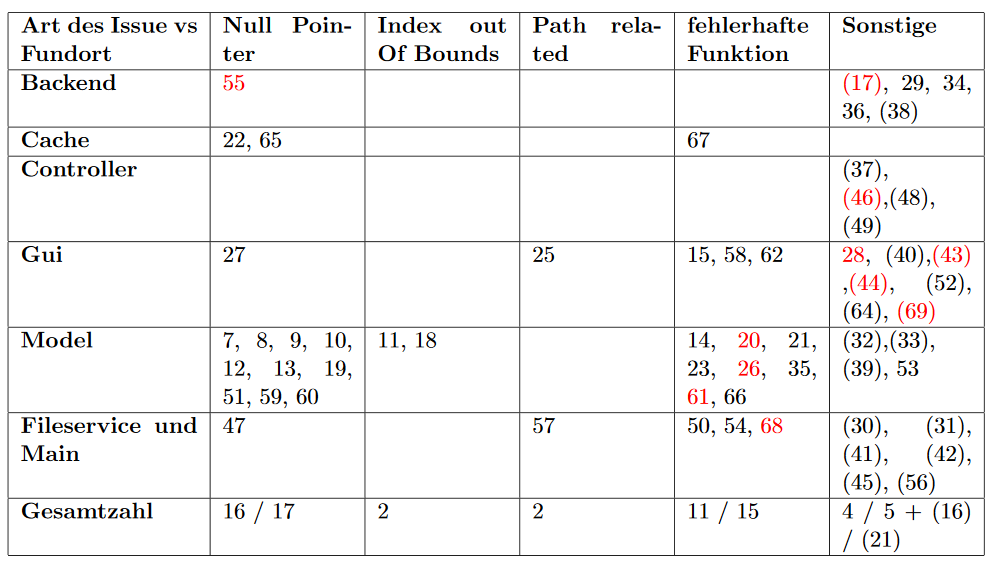 Art des Issue vs Fundort | Null Poin-ter | Index out Of Bounds | Path rela-ted | fehlerhafte Funktion | Sonstige
Backend | 55 | | | | (17), 29, 34, 36, (38)
Cache | 22, 65 | | | 67 |
Controller | | | | | (37), (46),(48), (49)
Gui | 27 | | 25 | 15, 58, 62 | 28, (40),(43) ,(44), (52), (64), (69)
Model | 7, 8, 9, 10, 12, 13, 19, 51, 59, 60 | 11, 18 | | 14, 20, 21, 23, 26, 35, 61, 66 | (32),(33), (39), 53
Fileservice und Main | 47 | | 57 | 50, 54, 68 | (30), (31), (41), (42), (45), (56)
Gesamtzahl | 16 / 17 | 2 | 2 | 11 / 15 | 4 / 5 + (16) / (21)